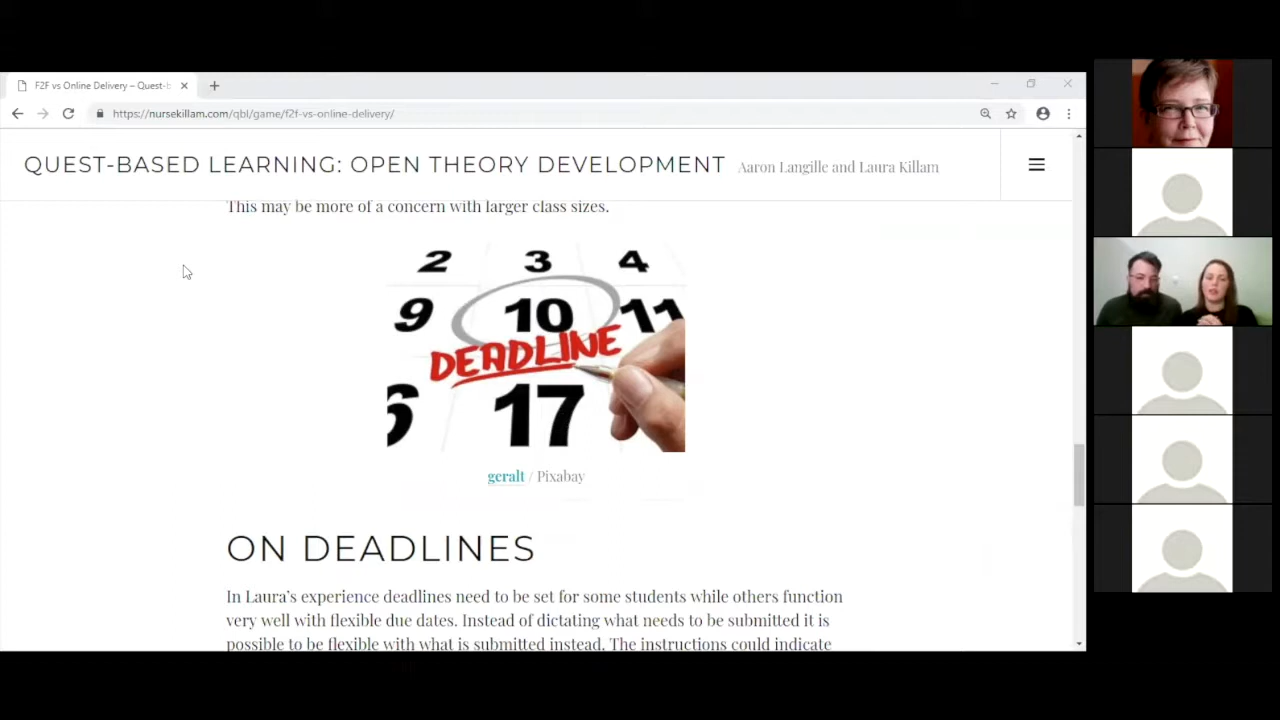 F2F vs Online Delivery – Quest-b
https://nursekillam.com/qbl/game/f2f-vs-online-delivery/
QUEST-BASED LEARNING: OPEN THEORY DEVELOPMENT Aaron Langille and Laura Killam
This may be more of a concern with larger class sizes.
2 3 4
9 10 11
DEADLINE
6 17
geralt / Pixabay
ON DEADLINES
In Laura’s experience deadlines need to be set for some students while others function
very well with flexible due dates. Instead of dictating what needs to be submitted it is
possible to be flexible with what is submitted instead. The instructions could indicate